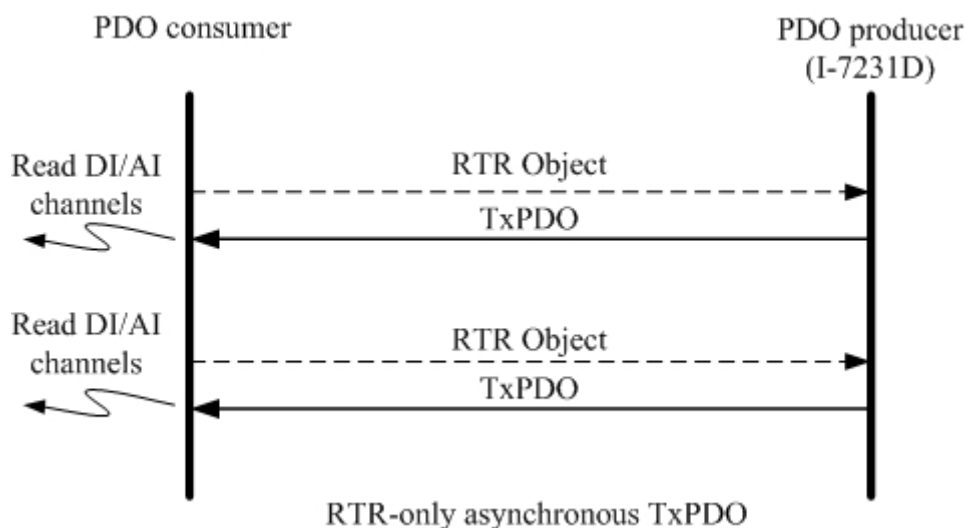 PDO consumer
PDO producer
(I-7231D)
Read DI/AI
channels
RTR Object
TxPDO
Read DI/AI
channels
RTR Object
TxPDO
RTR-only asynchronous TxPDO